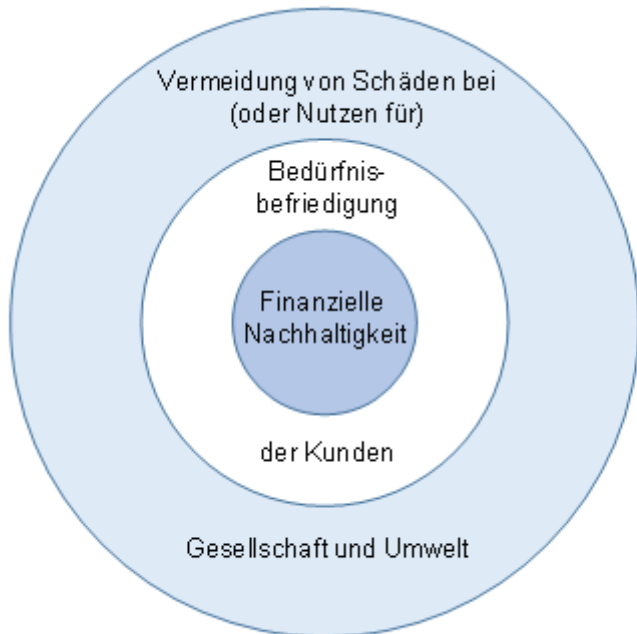 Vermeidung von Schäden bei
(oder Nutzen für)
Bedürfnis-
befriedigung
Finanzielle
Nachhaltigkeit
der Kunden
Gesellschaft und Umwelt